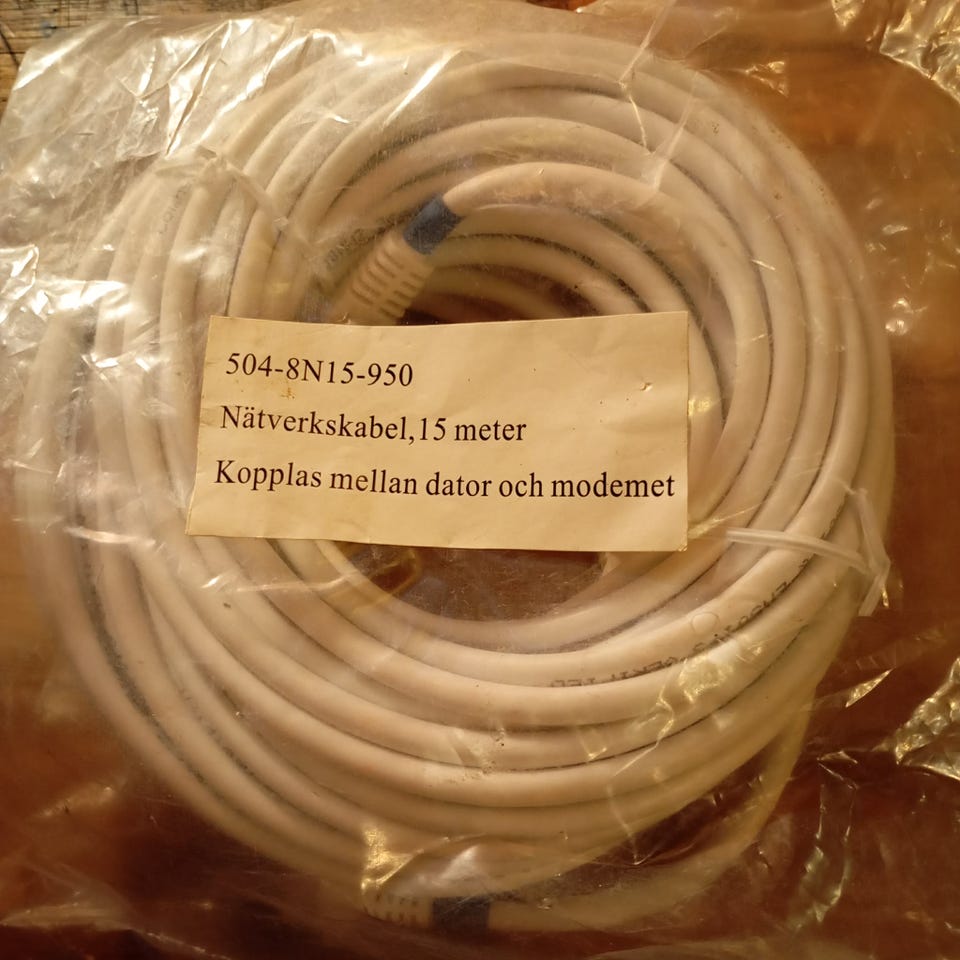 504-8N15-950
Nätverkskabel,15 meter
Kopplas mellan dator och modemet